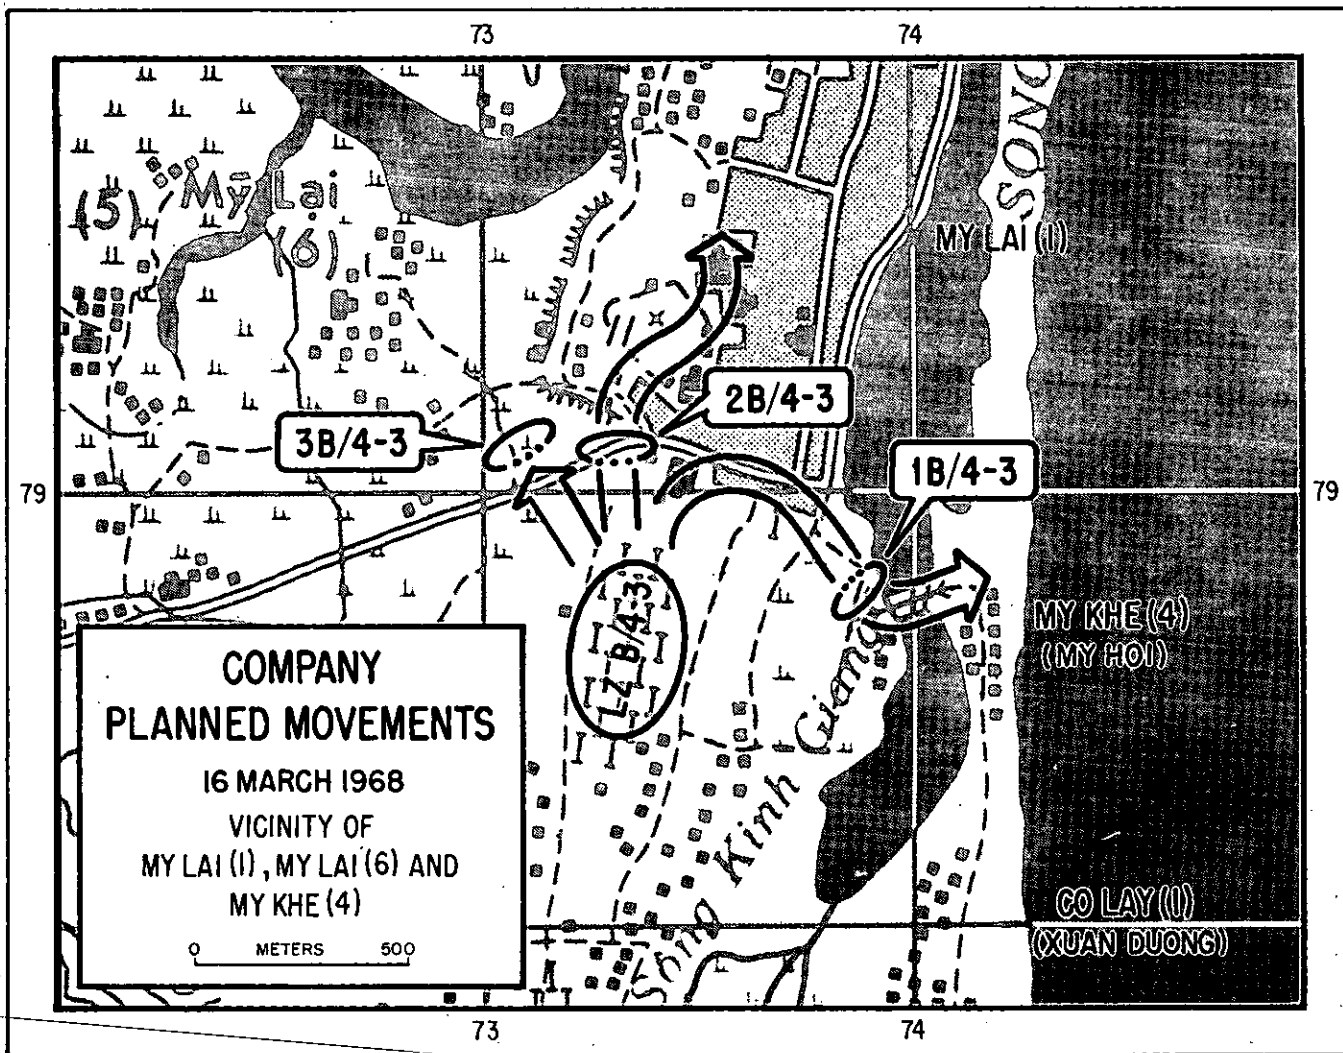 73
74
SONG
(5)
Mỹ Lai
(6)
MY LAI (1)
2B/4-3
3B/4-3
1B/4-3
79
79
LZ B/4-3
MY KHE (4)
(MY HOI)
Sông Kinh Giang
COMPANY
PLANNED MOVEMENTS
16 MARCH 1968
VICINITY OF
MY LAI (1), MY LAI (6) AND
MY KHE (4)
0 METERS 500
CO LAY (1)
(XUAN DUONG)
73
74